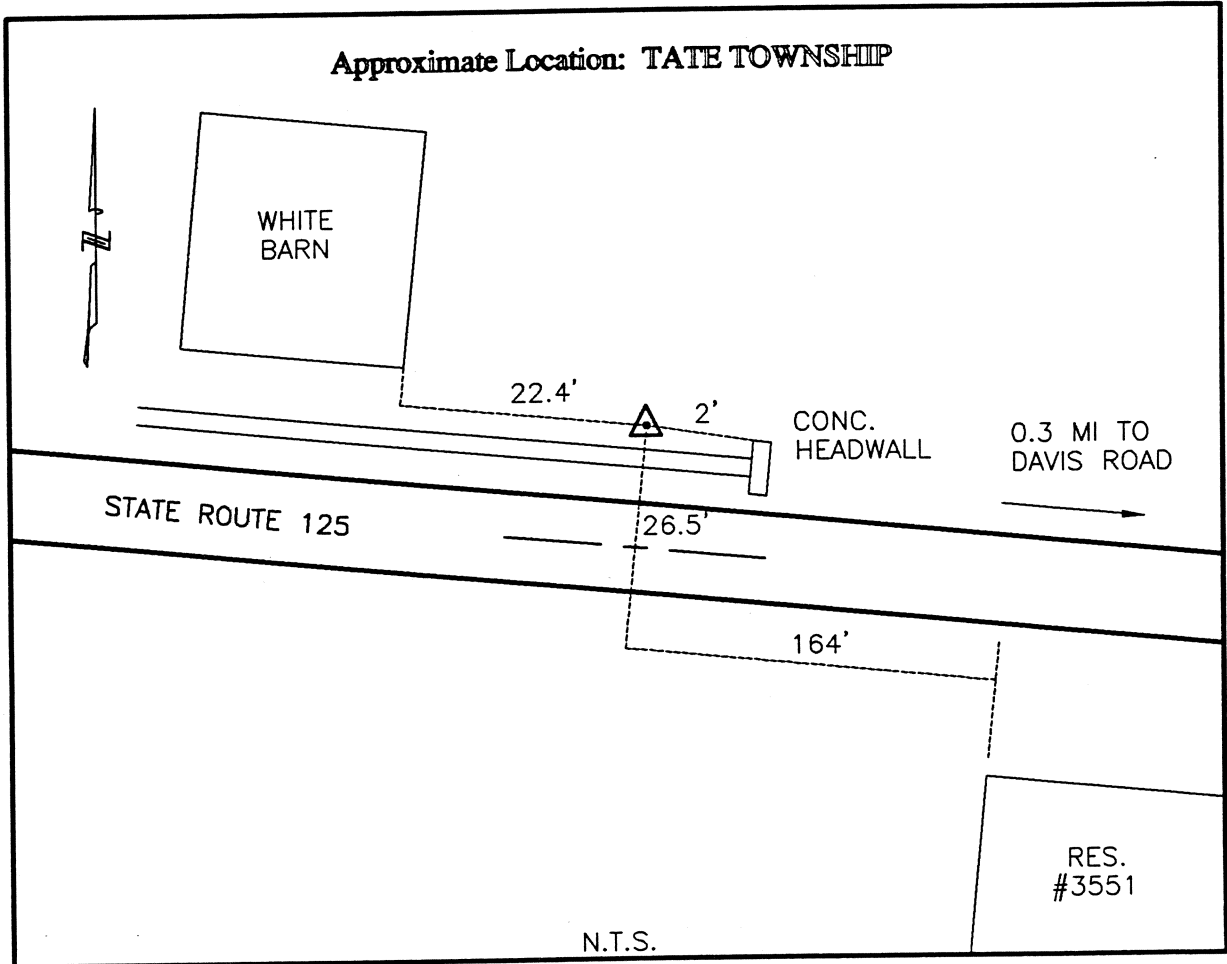 Approximate Location: TATE TOWNSHIP
N
WHITE
BARN
22.4'
2'
CONC.
HEADWALL
0.3 MI TO
DAVIS ROAD
STATE ROUTE 125
26.5'
164'
RES.
#3551
N.T.S.